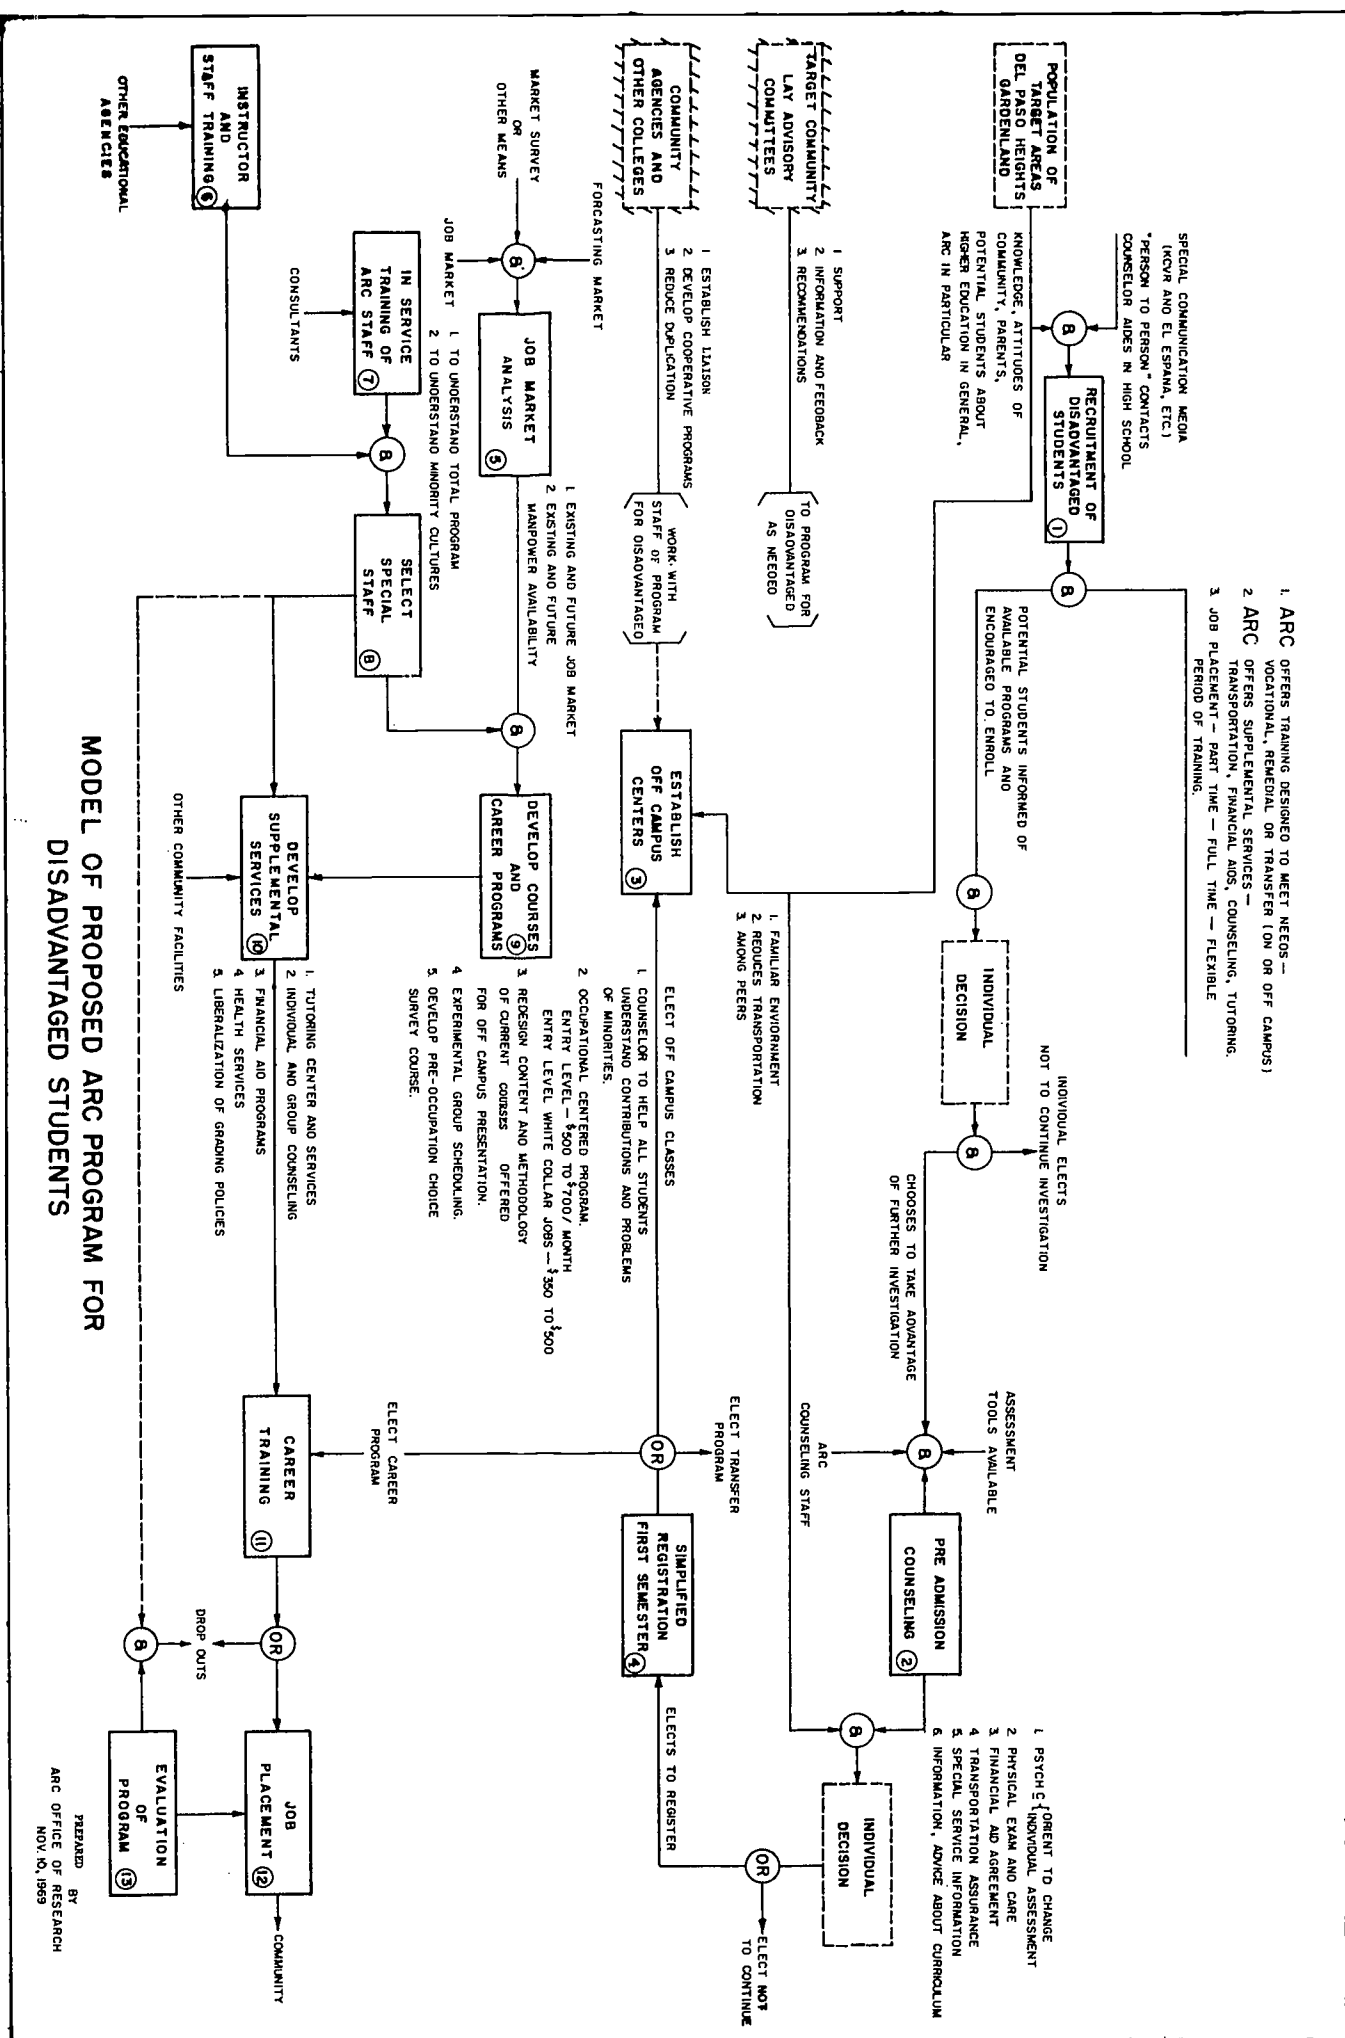 POPULATION OF
TARGET AREAS
DEL PASO HEIGHTS
GARDENLAND
SPECIAL COMMUNICATION MEDIA
(KCVR AND EL ESPANA, ETC.)
"PERSON TO PERSON" CONTACTS
COUNSELOR AIDES IN HIGH SCHOOL
KNOWLEDGE, ATTITUDES OF
COMMUNITY, PARENTS,
POTENTIAL STUDENTS ABOUT
HIGHER EDUCATION IN GENERAL,
ARC IN PARTICULAR
&
RECRUITMENT OF
DISADVANTAGED
STUDENTS
1
&
1. ARC OFFERS TRAINING DESIGNED TO MEET NEEDS—
VOCATIONAL, REMEDIAL OR TRANSFER (ON OR OFF CAMPUS)
2. ARC OFFERS SUPPLEMENTAL SERVICES—
TRANSPORTATION, FINANCIAL AIDS, COUNSELING, TUTORING.
3. JOB PLACEMENT— PART TIME — FULL TIME — FLEXIBLE
PERIOD OF TRAINING.
POTENTIAL STUDENTS INFORMED OF
AVAILABLE PROGRAMS AND
ENCOURAGED TO ENROLL
&
INDIVIDUAL
DECISION
&
INDIVIDUAL ELECTS
NOT TO CONTINUE INVESTIGATION
CHOOSES TO TAKE ADVANTAGE
OF FURTHER INVESTIGATION
ASSESSMENT
TOOLS AVAILABLE
&
ARC
COUNSELING STAFF
PRE ADMISSION
COUNSELING
2
1. PSYCH C {ORIENT TO CHANGE
{INDIVIDUAL ASSESSMENT
2. PHYSICAL EXAM AND CARE
3. FINANCIAL AID AGREEMENT
4. TRANSPORTATION ASSURANCE
5. SPECIAL SERVICE INFORMATION
6. INFORMATION, ADVICE ABOUT CURRICULUM
&
INDIVIDUAL
DECISION
OR
ELECT NOT
TO CONTINUE
ELECTS TO REGISTER
TARGET COMMUNITY
LAY ADVISORY
COMMITTEES
1. SUPPORT
2. INFORMATION AND FEEDBACK
3. RECOMMENDATIONS
TO PROGRAM FOR
DISADVANTAGED
AS NEEDED
COMMUNITY
AGENCIES AND
OTHER COLLEGES
1. ESTABLISH LIAISON
2. DEVELOP COOPERATIVE PROGRAMS
3. REDUCE DUPLICATION
WORK WITH
STAFF OF PROGRAM
FOR DISADVANTAGED
ESTABLISH
OFF CAMPUS
CENTERS
3
1. FAMILIAR ENVIORNMENT
2. REDUCES TRANSPORTATION
3. AMONG PEERS
ELECT OFF CAMPUS CLASSES
OR
ELECT TRANSFER
PROGRAM
ELECT CAREER
PROGRAM
SIMPLIFIED
REGISTRATION
FIRST SEMESTER
4
MARKET SURVEY
OR
OTHER MEANS
FORCASTING MARKET
&
JOB MARKET
JOB MARKET
ANALYSIS
5
1. EXISTING AND FUTURE JOB MARKET
2. EXISTING AND FUTURE
MANPOWER AVAILABILITY
&
DEVELOP COURSES
AND
CAREER PROGRAMS
9
1. COUNSELOR TO HELP ALL STUDENTS
UNDERSTAND CONTRIBUTIONS AND PROBLEMS
OF MINORITIES.
2. OCCUPATIONAL CENTERED PROGRAM.
ENTRY LEVEL — $500 TO $700/ MONTH
ENTRY LEVEL WHITE COLLAR JOBS — $350 TO $500
3. REDESIGN CONTENT AND METHODOLOGY
OF CURRENT COURSES OFFERED
FOR OFF CAMPUS PRESENTATION.
4. EXPERIMENTAL GROUP SCHEDULING.
5. DEVELOP PRE-OCCUPATION CHOICE
SURVEY COURSE.
IN SERVICE
TRAINING OF
ARC STAFF
7
CONSULTANTS
1. TO UNDERSTAND TOTAL PROGRAM
2. TO UNDERSTAND MINORITY CULTURES
&
SELECT
SPECIAL
STAFF
8
INSTRUCTOR
AND
STAFF TRAINING
6
OTHER EDUCATIONAL
AGENCIES
DEVELOP
SUPPLEMENTAL
SERVICES
10
OTHER COMMUNITY FACILITIES
1. TUTORING CENTER AND SERVICES
2. INDIVIDUAL AND GROUP COUNSELING
3. FINANCIAL AID PROGRAMS
4. HEALTH SERVICES
5. LIBERALIZATION OF GRADING POLICIES
CAREER
TRAINING
11
OR
DROP OUTS
&
JOB
PLACEMENT
12
COMMUNITY
EVALUATION
OF
PROGRAM
13
MODEL OF PROPOSED ARC PROGRAM FOR
DISADVANTAGED STUDENTS
PREPARED BY
ARC OFFICE OF RESEARCH
NOV. 10, 1969